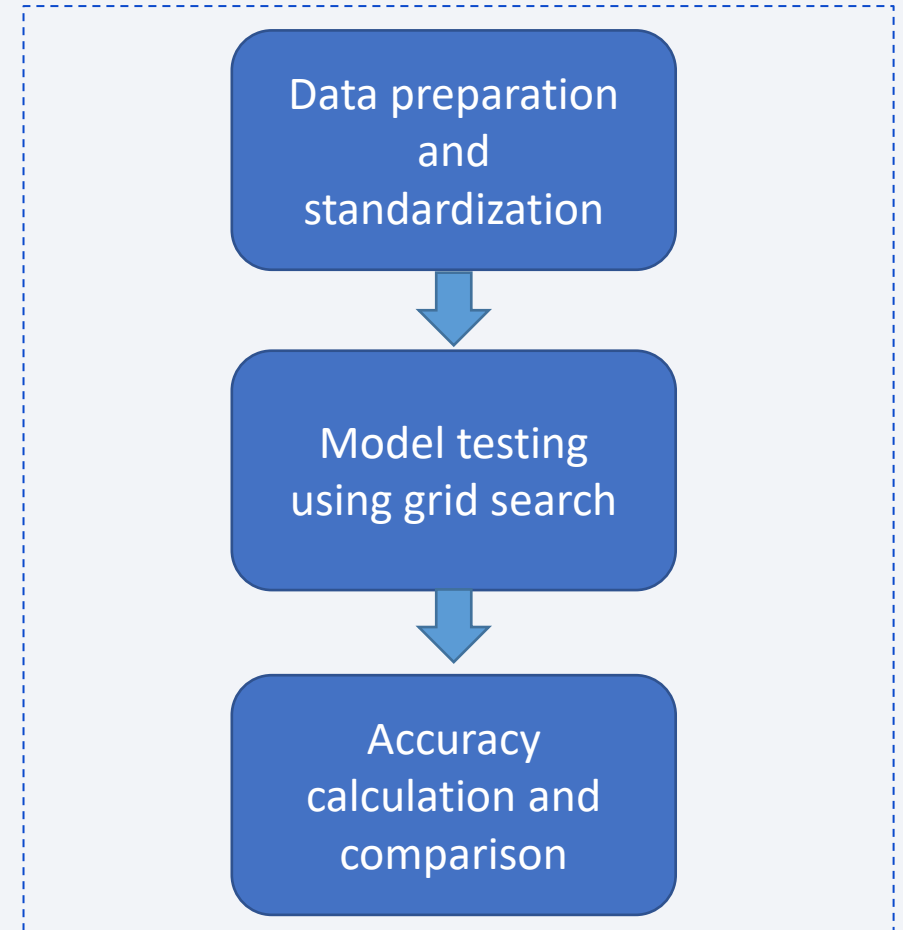 Data preparation
and
standardization
Model testing
using grid search
Accuracy
calculation and
comparison